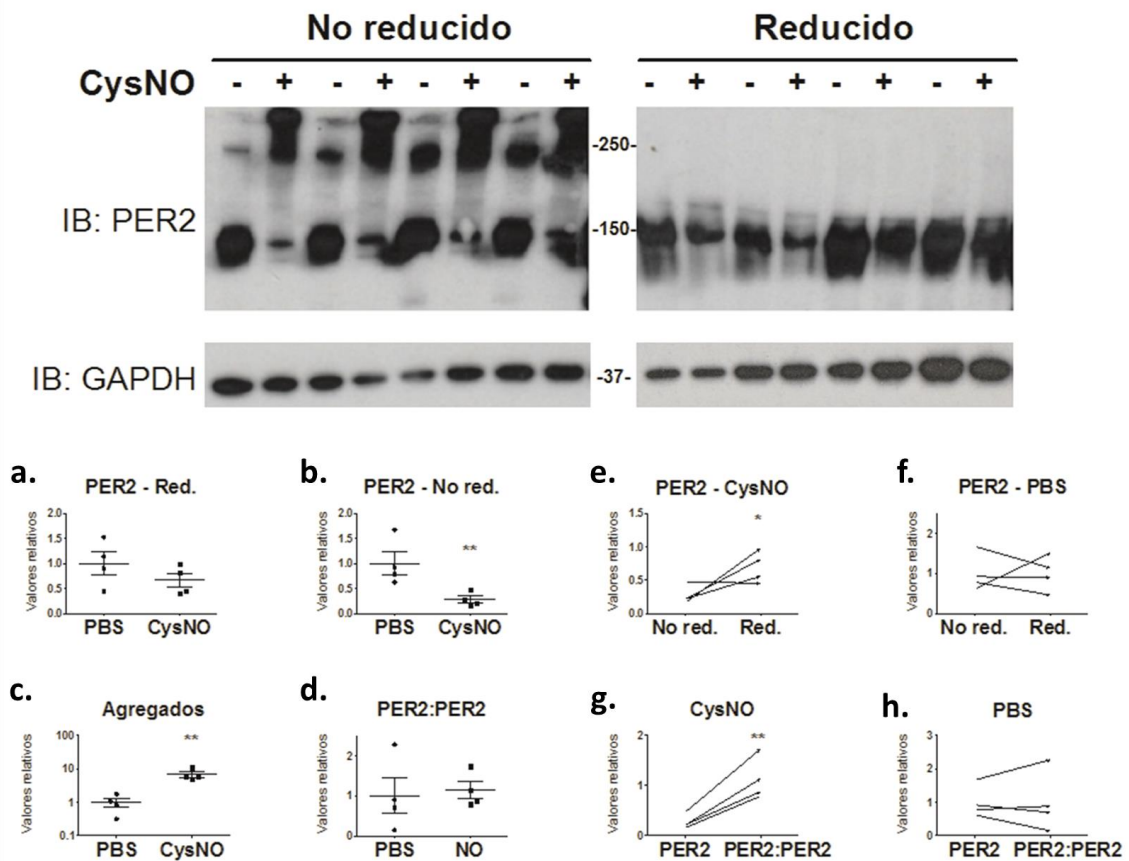 No reducido Reducido
CysNO - + - + - + - + - + - + - + - +
IB: PER2
-250-
-150-
IB: GAPDH -37-
a. b. e. f.
PER2 - Red. PER2 - No red. PER2 - CysNO PER2 - PBS
Valores relativos
2.0
1.5
1.0
0.5
0.0
PBS CysNO
Valores relativos
2.0
1.5
1.0
0.5
0.0
**
PBS CysNO
Valores relativos
1.5
1.0
0.5
0.0
*
No red. Red.
Valores relativos
2
1
0
No red. Red.
c. d. g. h.
Agregados PER2:PER2 CysNO PBS
Valores relativos
100
10
1
0.1
**
PBS CysNO
Valores relativos
2
1
0
PBS NO
Valores relativos
2
1
0
**
PER2 PER2:PER2
Valores relativos
3
2
1
0
PER2 PER2:PER2